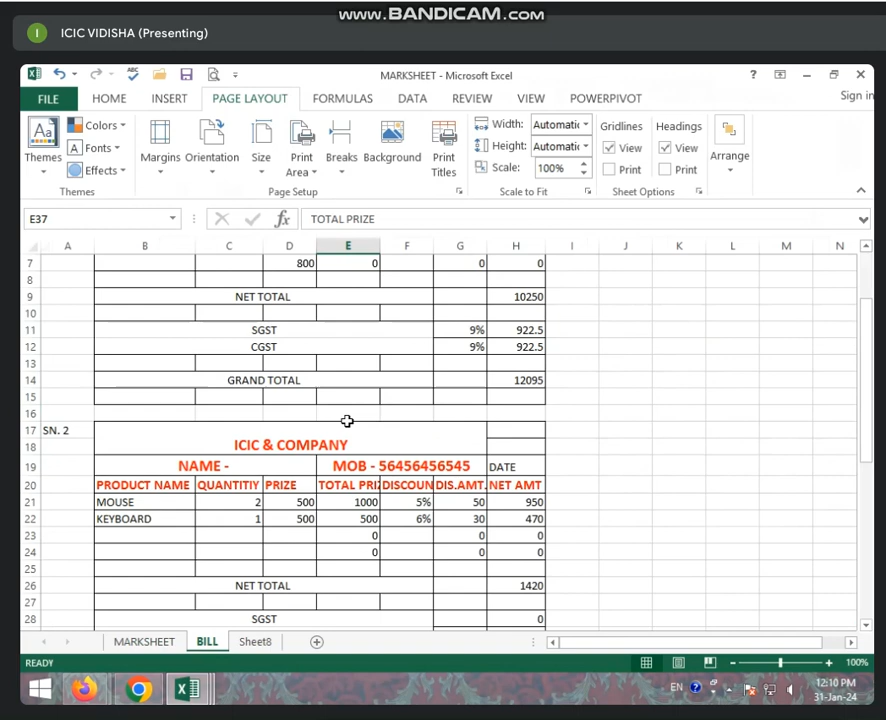 WWW.BANDICAM.COM
I ICIC VIDISHA (Presenting)
MARKSHEET - Microsoft Excel
Sign in
FILE HOME INSERT PAGE LAYOUT FORMULAS DATA REVIEW VIEW POWERPIVOT
Aa Themes Colors Fonts Effects Margins Orientation Size Print Area Breaks Background Print Titles Width: Automatic Height: Automatic Scale: 100% Gridlines View Print Headings View Print Arrange
Themes Page Setup Scale to Fit Sheet Options
E37 fx TOTAL PRIZE
A B C D E F G H I J K L M N
7 800 0 0 0
8
9 NET TOTAL 10250
10
11 SGST 9% 922.5
12 CGST 9% 922.5
13
14 GRAND TOTAL 12095
15
16
17 SN. 2
18 ICIC & COMPANY
19 NAME - MOB - 56456456545 DATE
20 PRODUCT NAME QUANTITIY PRIZE TOTAL PRIZ DISCOUN DIS.AMT. NET AMT
21 MOUSE 2 500 1000 5% 50 950
22 KEYBOARD 1 500 500 6% 30 470
23 0 0 0
24 0 0 0
25
26 NET TOTAL 1420
27
28 SGST 0
MARKSHEET BILL Sheet8
READY 100%
EN 12:10 PM
31-Jan-24